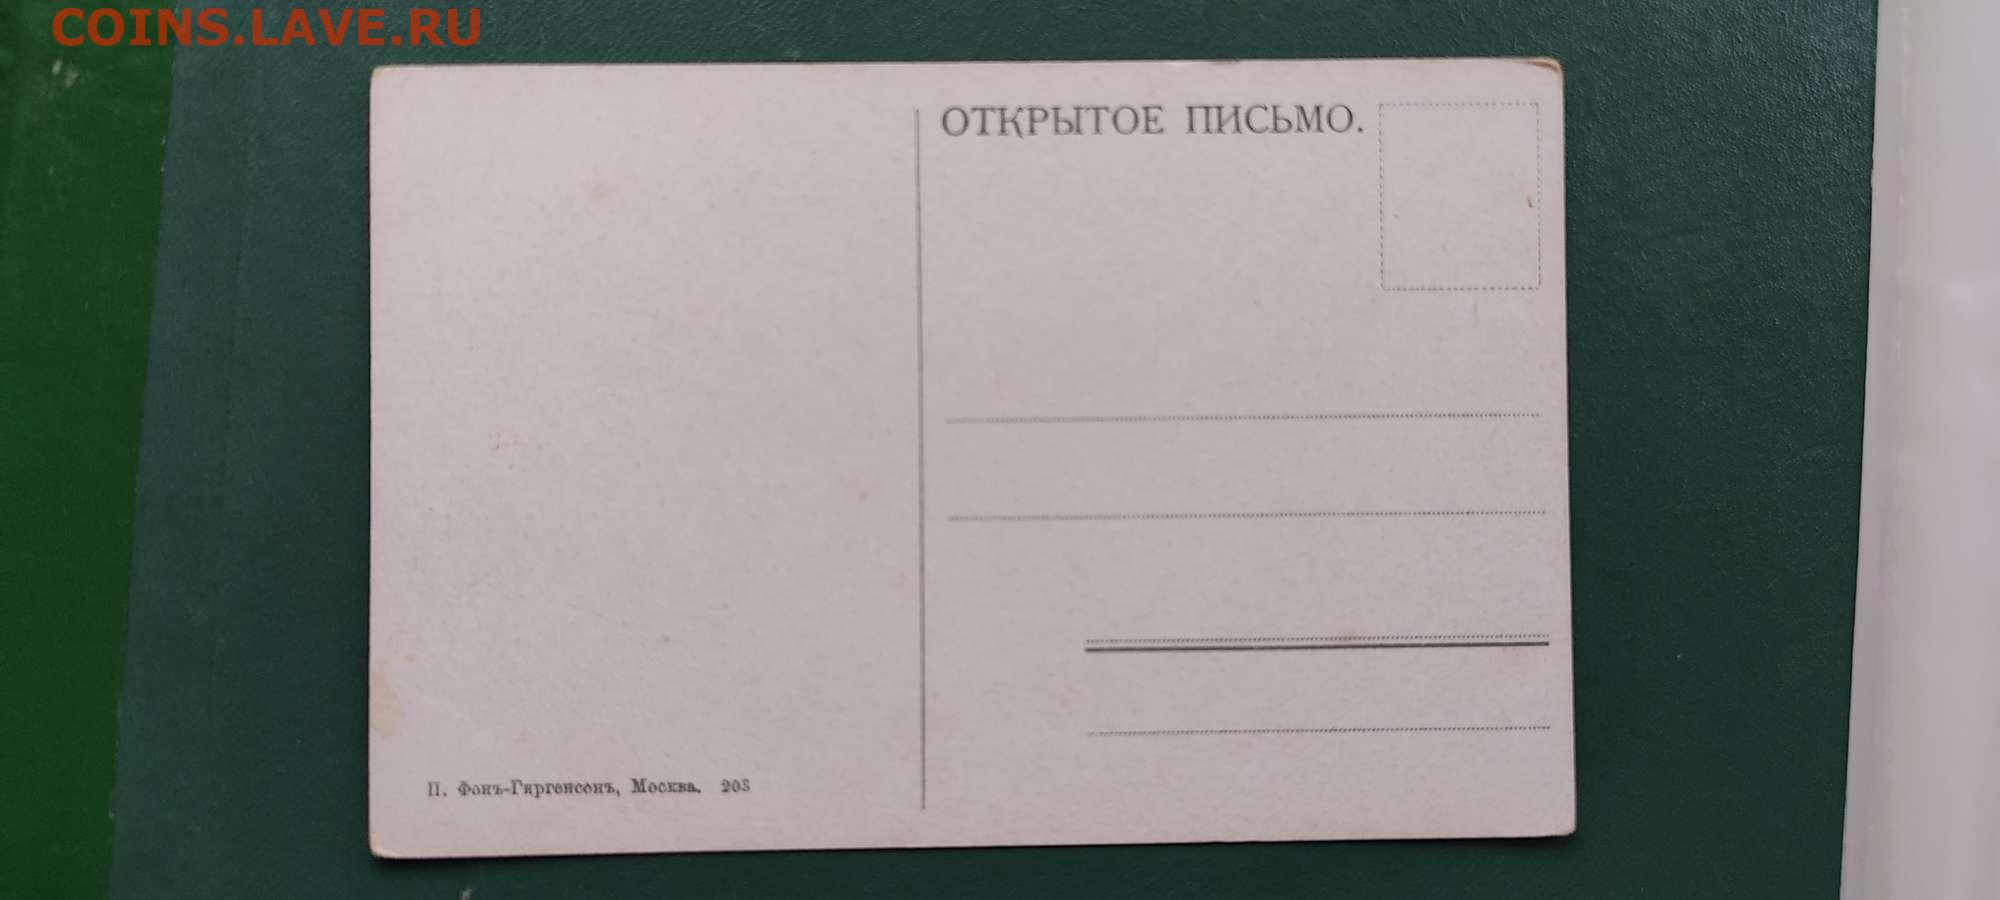 COINS.LAVE.RU
ОТКРЫТОЕ ПИСЬМО.
П. Фонъ-Гиргенсонъ, Москва. 203